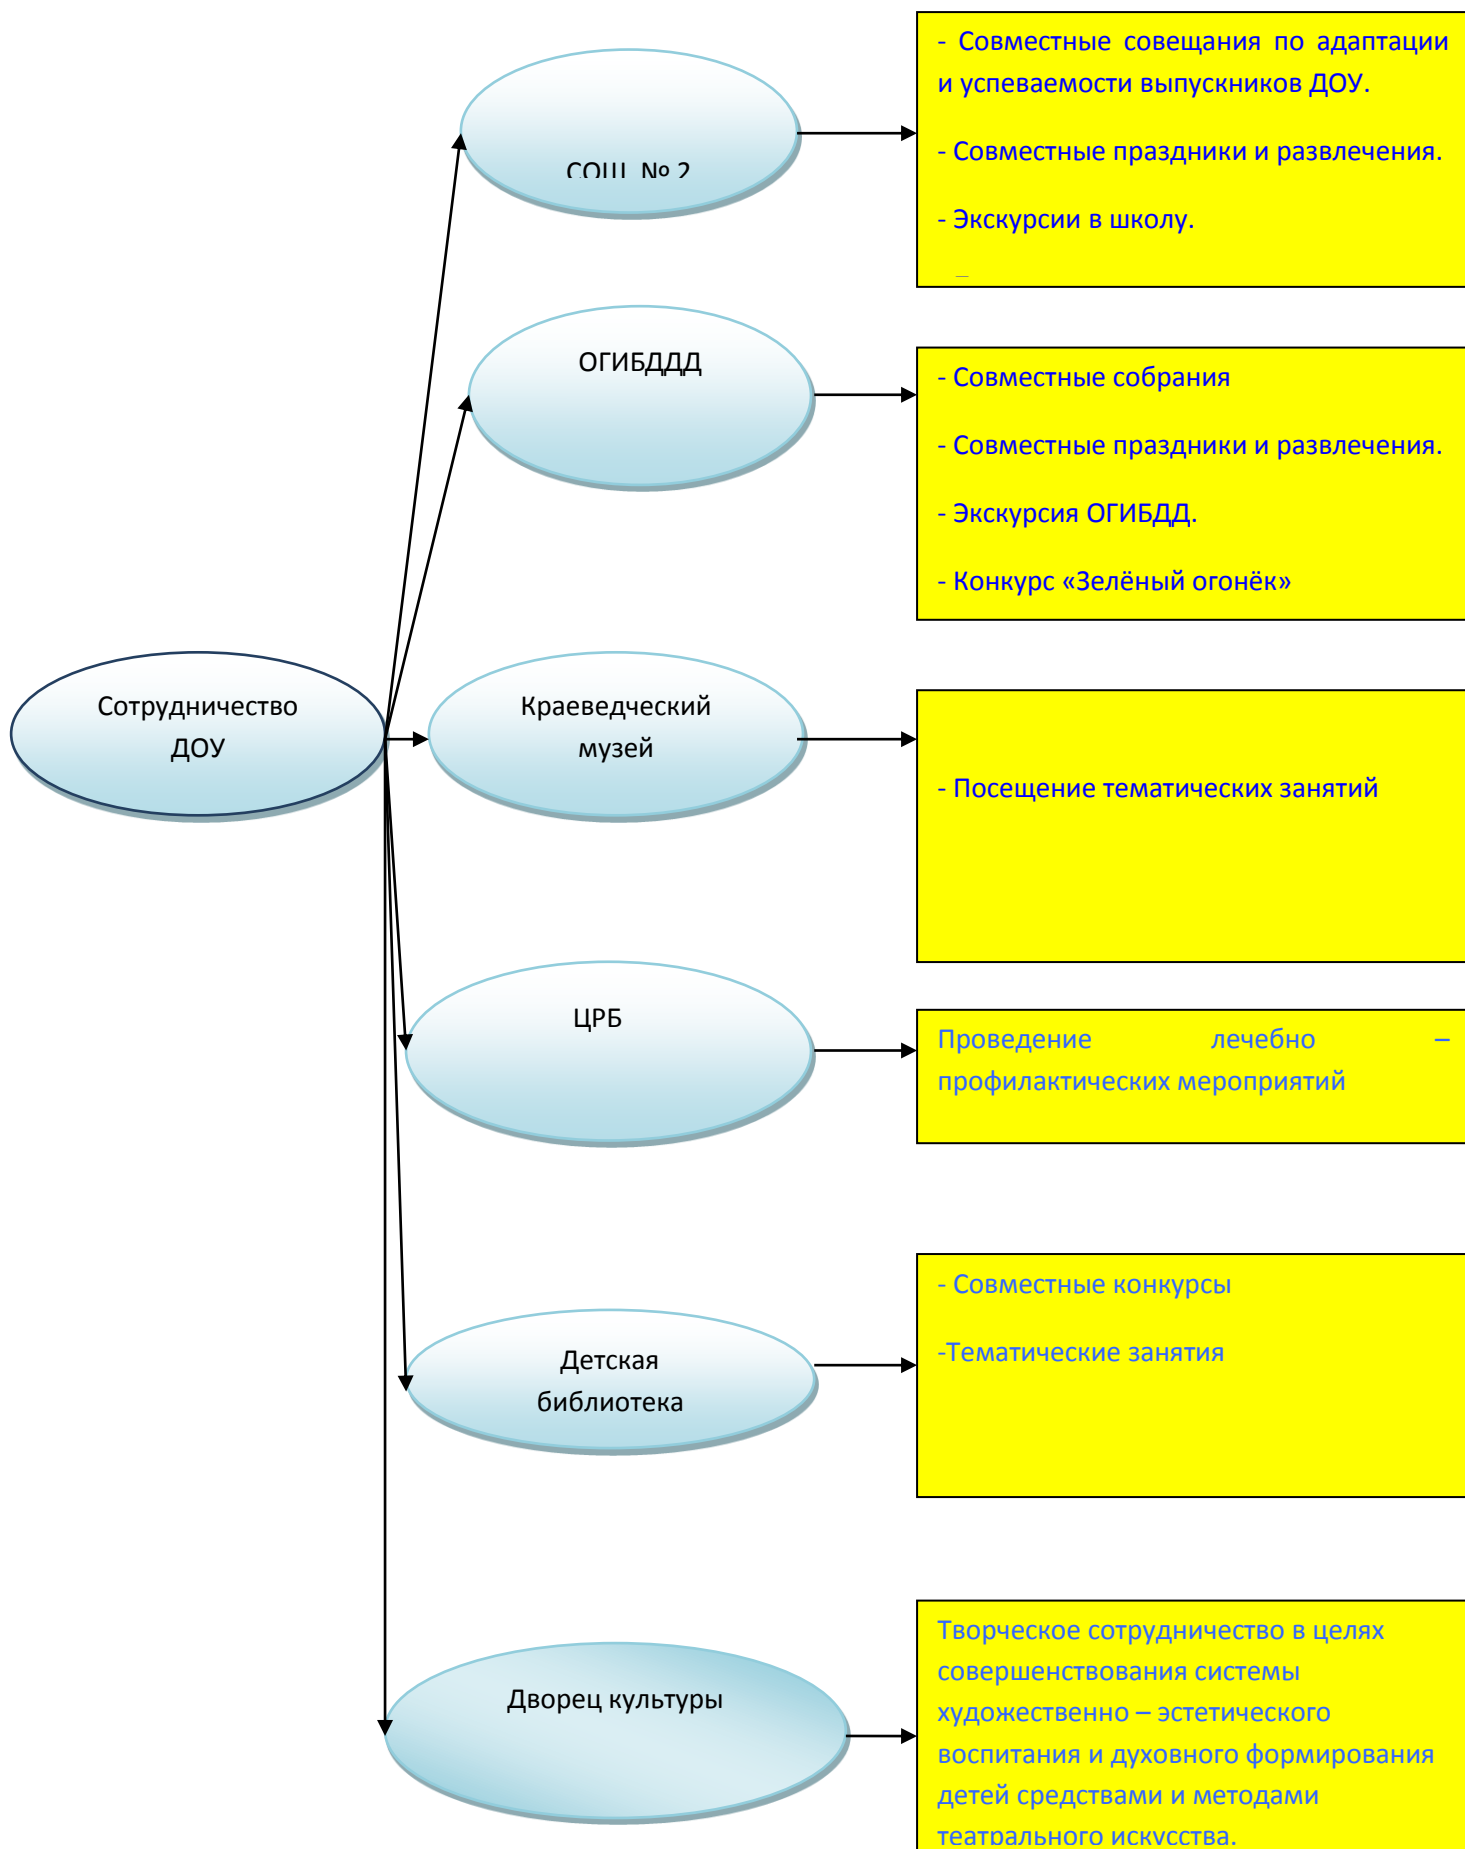 - Совместные совещания по адаптации
и успеваемости выпускников ДОУ.
- Совместные праздники и развлечения.
- Экскурсии в школу.
СОШ № 2
ОГИБДДД
- Совместные собрания
- Совместные праздники и развлечения.
- Экскурсия ОГИБДД.
- Конкурс «Зелёный огонёк»
Сотрудничество
ДОУ
Краеведческий
музей
- Посещение тематических занятий
ЦРБ
Проведение лечебно –
профилактических мероприятий
Детская
библиотека
- Совместные конкурсы
-Тематические занятия
Дворец культуры
Творческое сотрудничество в целях
совершенствования системы
художественно – эстетического
воспитания и духовного формирования
детей средствами и методами
театрального искусства.